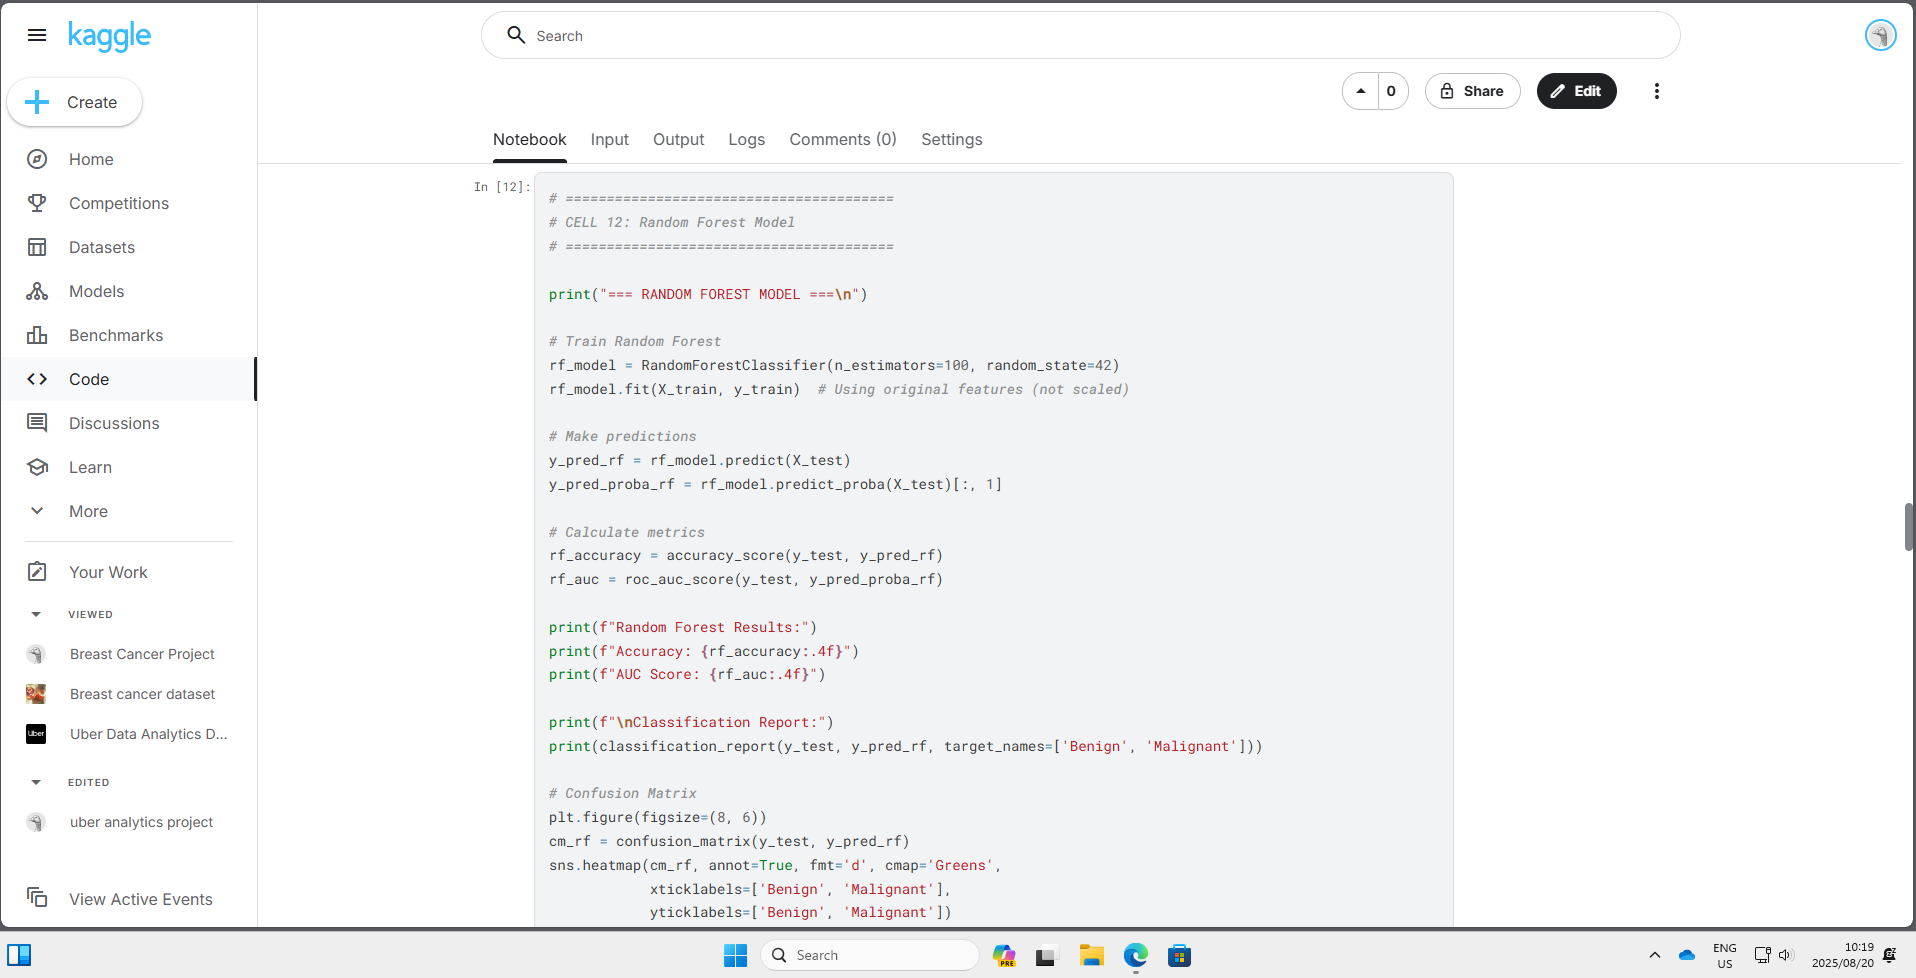 kaggle
Search
Create
0
Share
Edit
Notebook
Input
Output
Logs
Comments (0)
Settings
Home
Competitions
Datasets
Models
Benchmarks
Code
Discussions
Learn
More
Your Work
VIEWED
Breast Cancer Project
Breast cancer dataset
Uber
Uber Data Analytics D...
EDITED
uber analytics project
View Active Events
In [12]:
# =======================================
# CELL 12: Random Forest Model
# =======================================
print("=== RANDOM FOREST MODEL ===\n")
# Train Random Forest
rf_model = RandomForestClassifier(n_estimators=100, random_state=42)
rf_model.fit(X_train, y_train)  # Using original features (not scaled)
# Make predictions
y_pred_rf = rf_model.predict(X_test)
y_pred_proba_rf = rf_model.predict_proba(X_test)[:, 1]
# Calculate metrics
rf_accuracy = accuracy_score(y_test, y_pred_rf)
rf_auc = roc_auc_score(y_test, y_pred_proba_rf)
print(f"Random Forest Results:")
print(f"Accuracy: {rf_accuracy:.4f}")
print(f"AUC Score: {rf_auc:.4f}")
print(f"\nClassification Report:")
print(classification_report(y_test, y_pred_rf, target_names=['Benign', 'Malignant']))
# Confusion Matrix
plt.figure(figsize=(8, 6))
cm_rf = confusion_matrix(y_test, y_pred_rf)
sns.heatmap(cm_rf, annot=True, fmt='d', cmap='Greens',
xticklabels=['Benign', 'Malignant'],
yticklabels=['Benign', 'Malignant'])
Search
PRE
ENG
US
10:19
2025/08/20